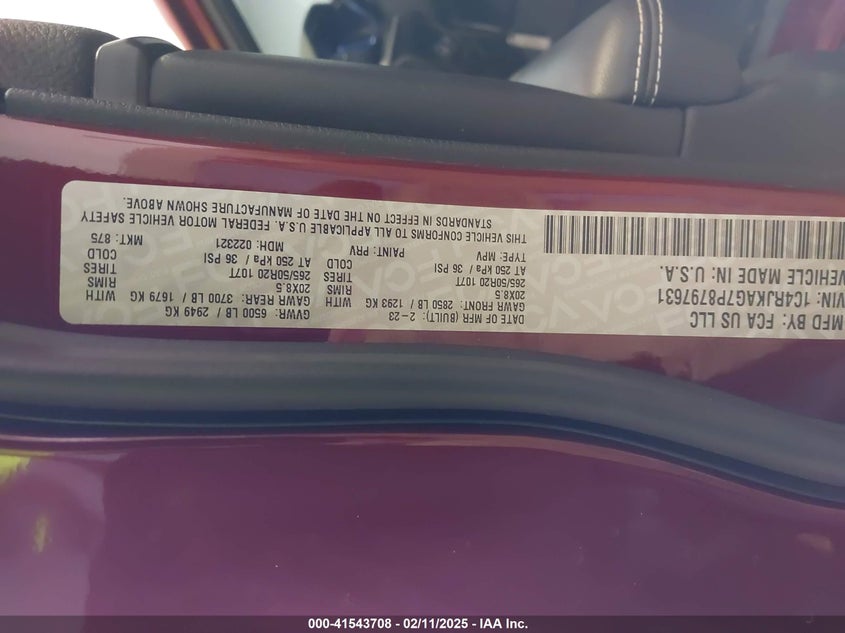 MFD BY: FCA US LLC
VIN: 1C4RJKAG7P8797631
VEHICLE MADE IN: U.S.A.
DATE OF MFR (BUILT): 2-23
GVWR: 6500 LB / 2949 KG
GAWR FRONT: 2850 LB / 1293 KG WITH
GAWR REAR: 3700 LB / 1679 KG WITH
20X8.5 RIMS
20X8.5 RIMS
265/50R20 107T TIRES
265/50R20 107T TIRES
AT 250 kPa / 36 PSI COLD
AT 250 kPa / 36 PSI COLD
TYPE: MPV PAINT: PRV MDH: 022321 MKT: 875
THIS VEHICLE CONFORMS TO ALL APPLICABLE U.S.A. FEDERAL MOTOR VEHICLE SAFETY
STANDARDS IN EFFECT ON THE DATE OF MANUFACTURE SHOWN ABOVE.
000-41543708 - 02/11/2025 - IAA Inc.